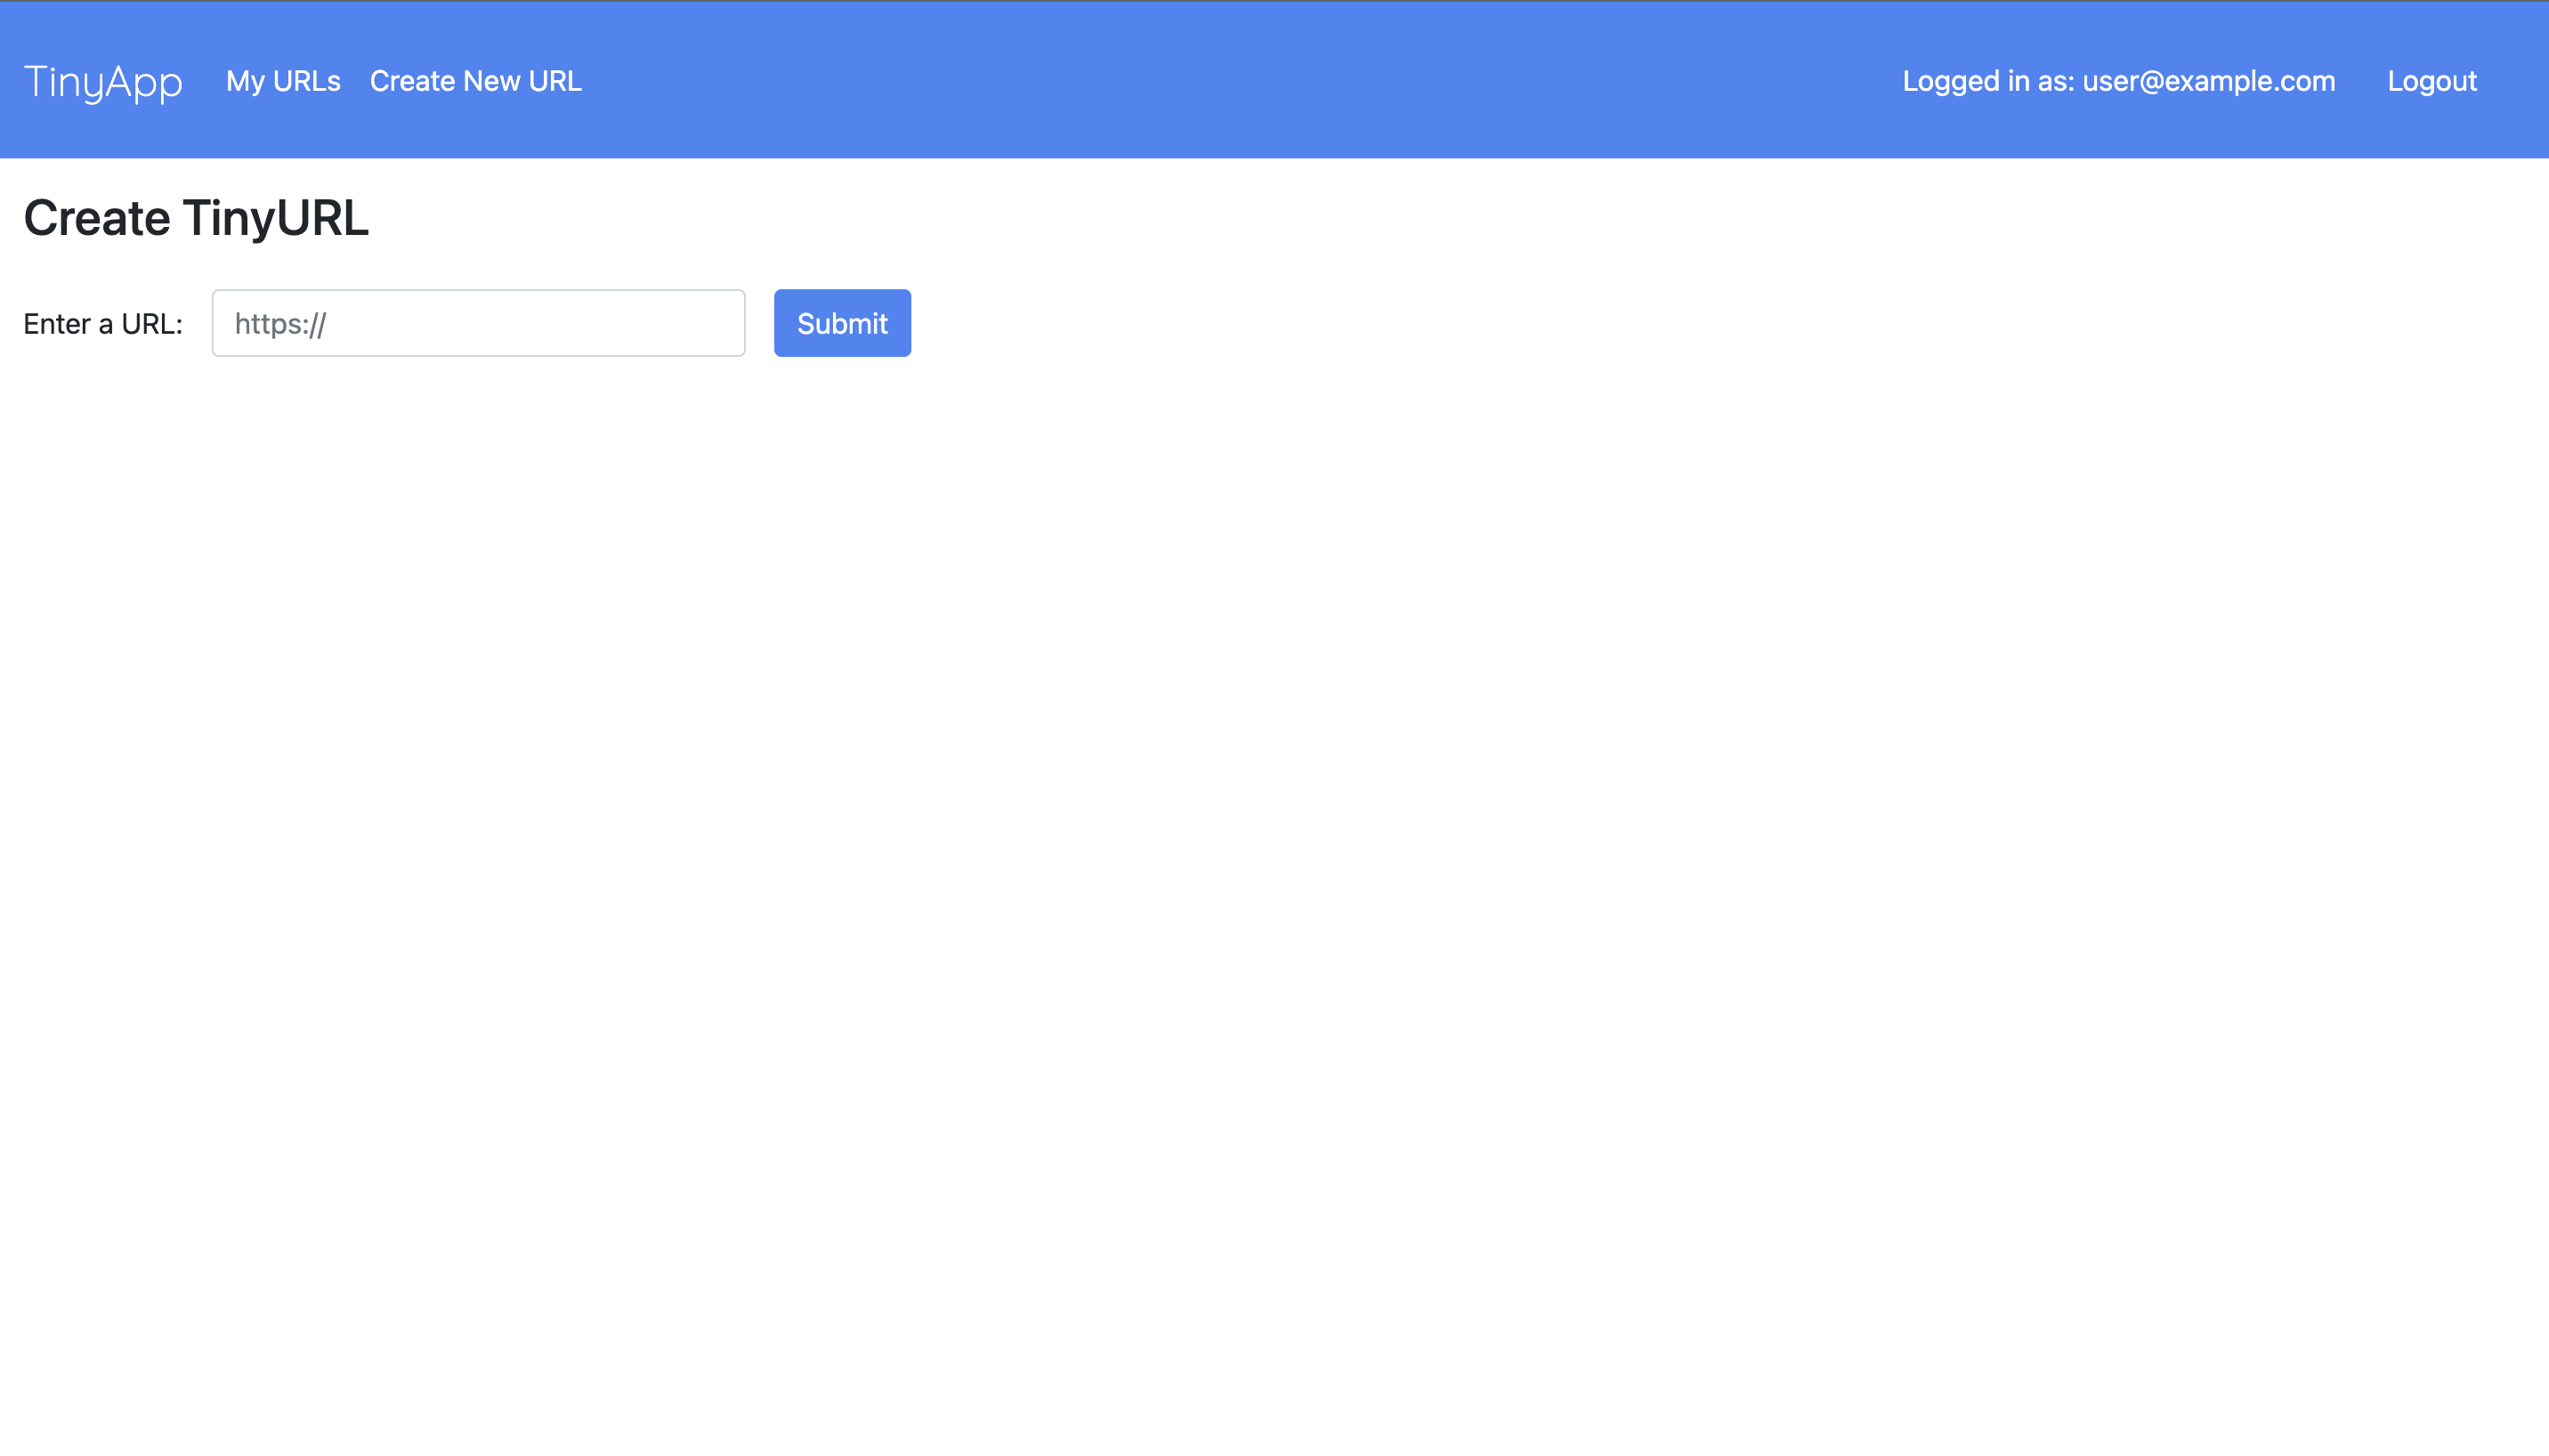 TinyApp My URLs Create New URL Logged in as: user@example.com Logout
Create TinyURL
Enter a URL: https:// Submit